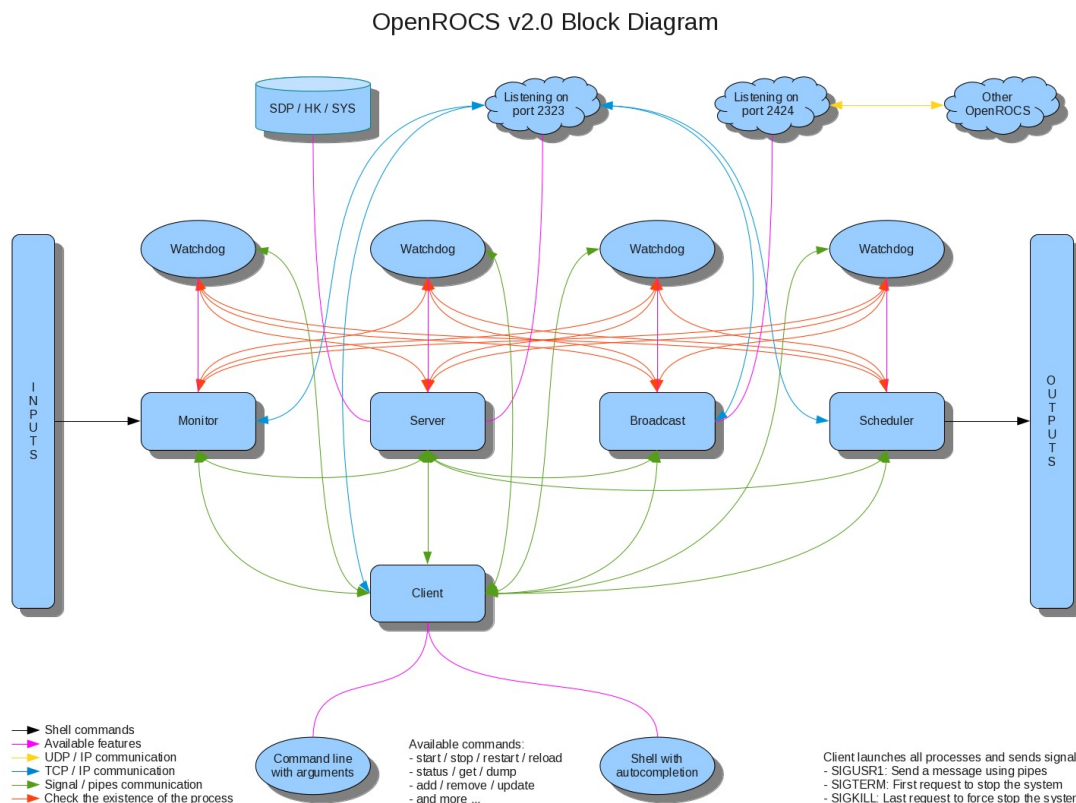 OpenROCS v2.0 Block Diagram
SDP / HK / SYS
Listening on
port 2323
Listening on
port 2424
Other
OpenROCS
Watchdog
Watchdog
Watchdog
Watchdog
INPUTS
Monitor
Server
Broadcast
Scheduler
OUTPUTS
Client
Command line
with arguments
Shell with
autocompletion
Shell commands
Available features
UDP / IP communication
TCP / IP communication
Signal / pipes communication
Check the existence of the process
Available commands:
- start / stop / restart / reload
- status / get / dump
- add / remove / update
- and more ...
Client launches all processes and sends signal
- SIGUSR1: Send a message using pipes
- SIGTERM: First request to stop the system
- SIGKILL: Last request to force stop the system